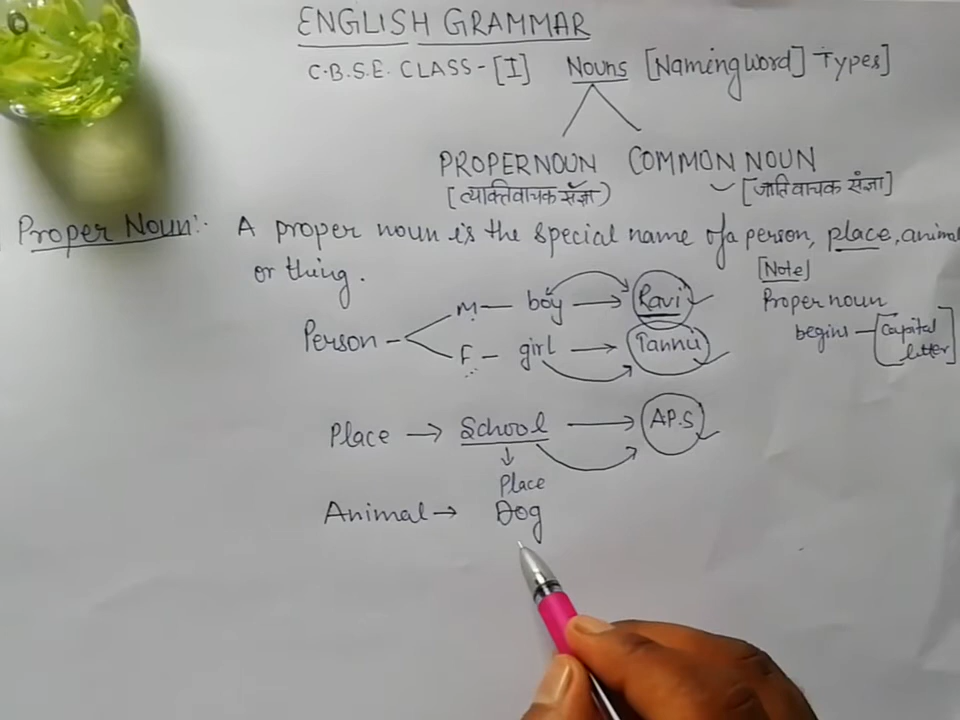 ENGLISH GRAMMAR
C.B.S.E. CLASS-[I] Nouns [Naming word] Types]
PROPER NOUN COMMON NOUN
[व्यक्तिवाचक संज्ञा) [जातिवाचक संज्ञा]
Proper Noun:- A proper noun is the special name of a person, place, animal
or thing.
[Note]
Proper noun
begins - [Capital
letter]
Person - M - boy → Ravi
F - girl → Tannu
Place → School → A.P.S
↓
Place
Animal → Dog